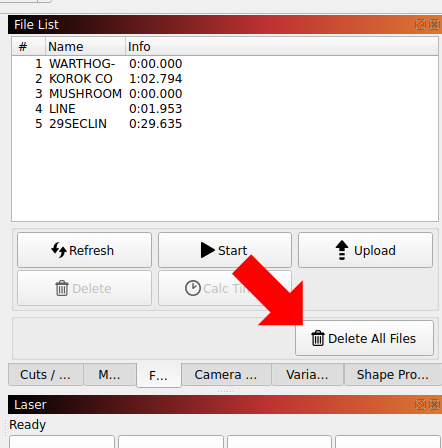 File List
# Name Info
1 WARTHOG- 0:00.000
2 KOROK CO 1:02.794
3 MUSHROOM 0:00.000
4 LINE 0:01.953
5 29SECLIN 0:29.635
Refresh Start Upload
Delete Calc
Delete All Files
Cuts / ... M... F... Camera ... Varia... Shape Pro...
Laser
Ready